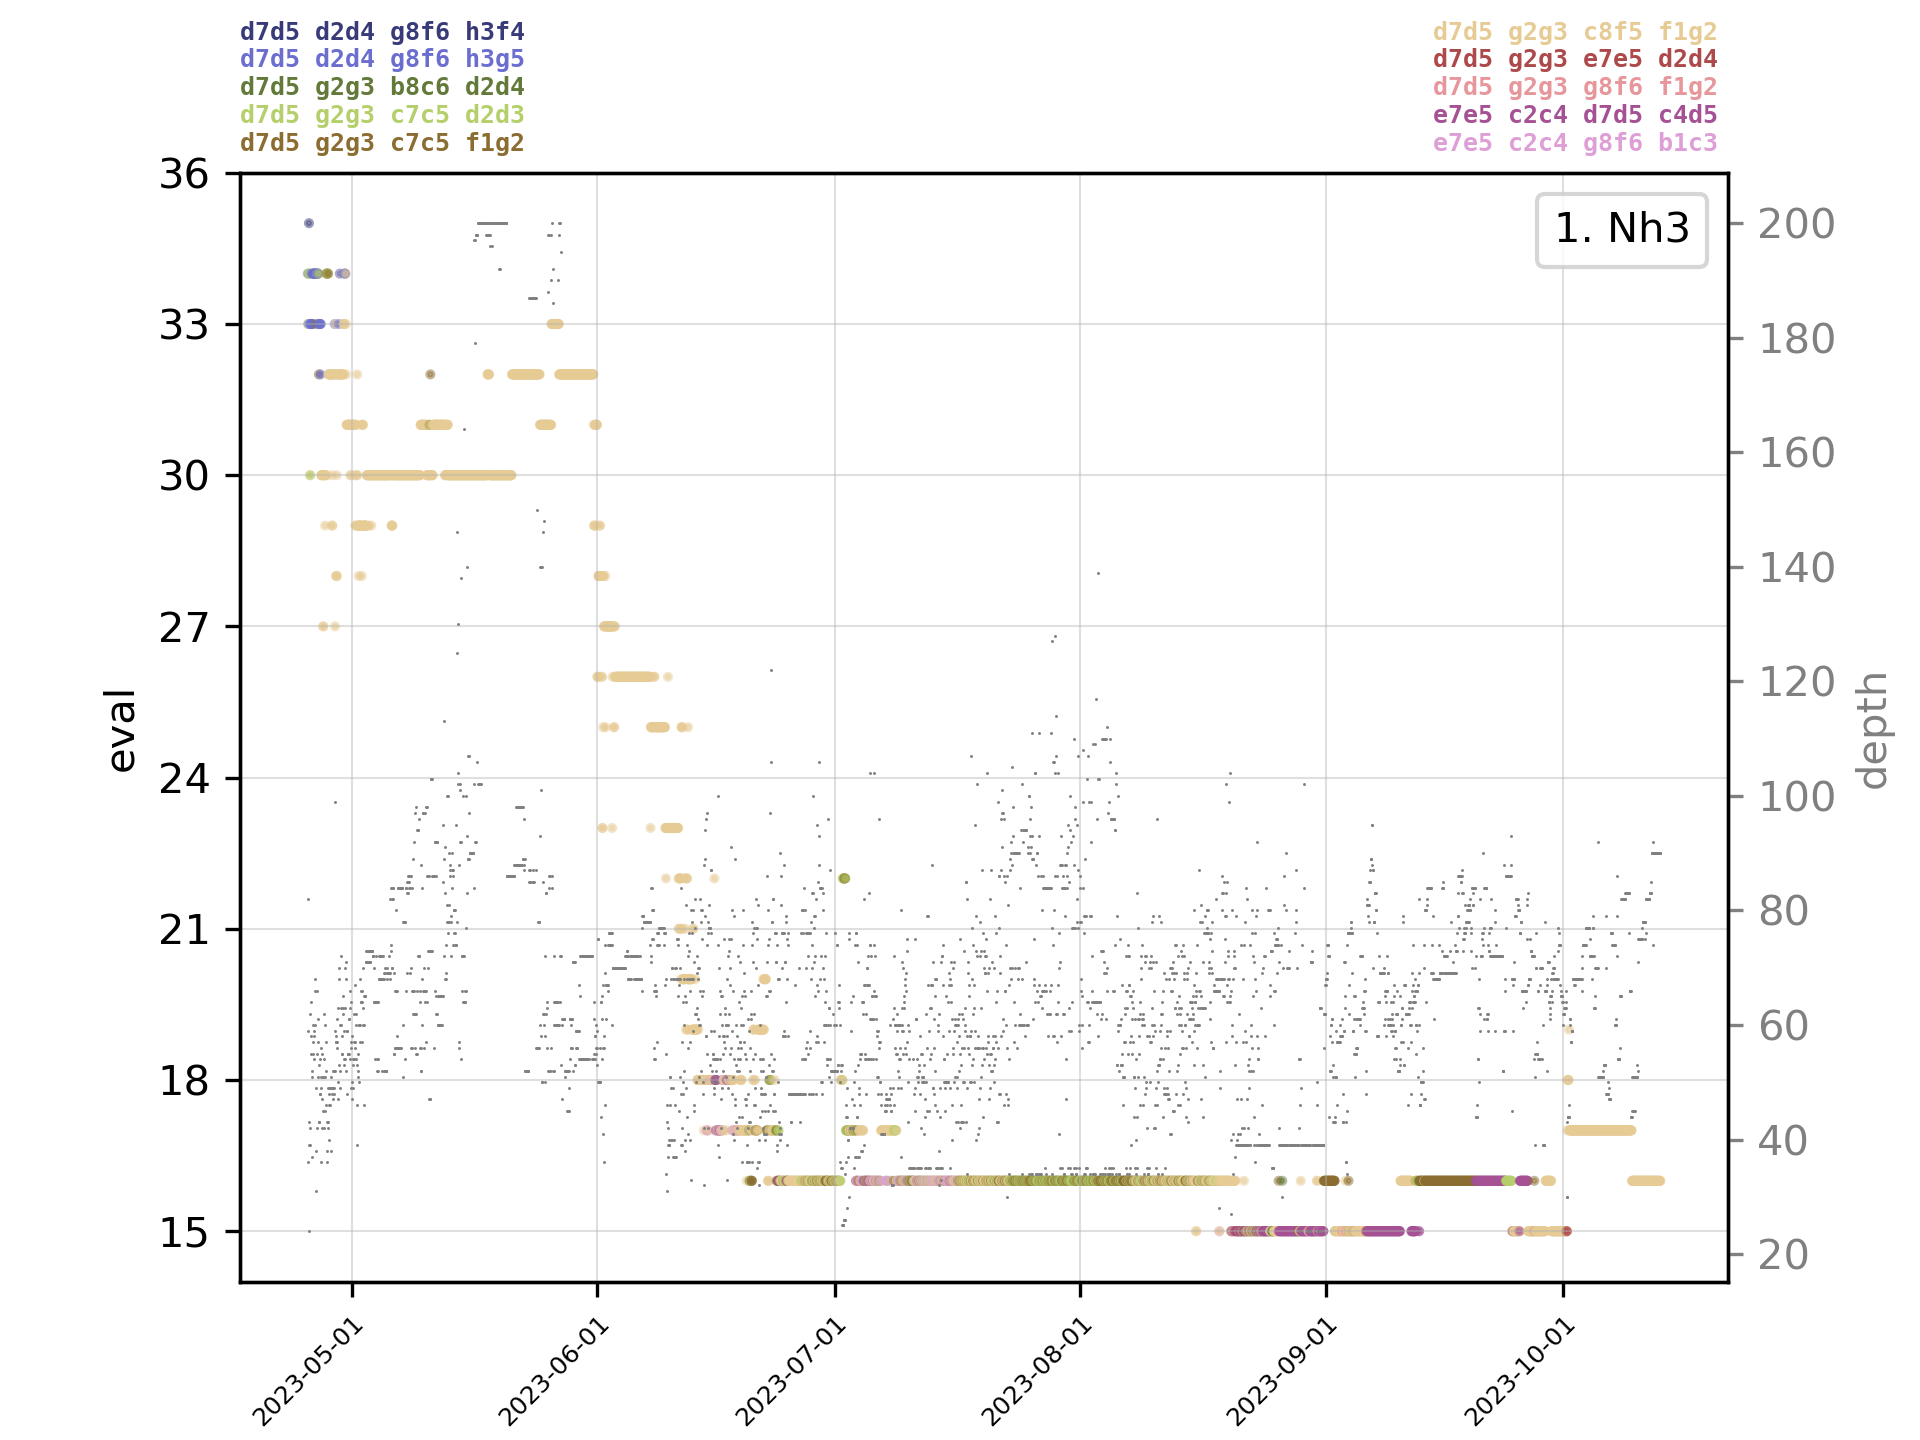 d7d5 d2d4 g8f6 h3f4
d7d5 d2d4 g8f6 h3g5
d7d5 g2g3 b8c6 d2d4
d7d5 g2g3 c7c5 d2d3
d7d5 g2g3 c7c5 f1g2
d7d5 g2g3 c8f5 f1g2
d7d5 g2g3 e7e5 d2d4
d7d5 g2g3 g8f6 f1g2
e7e5 c2c4 d7d5 c4d5
e7e5 c2c4 g8f6 b1c3
1. Nh3
eval
36
33
30
27
24
21
18
15
200
180
160
140
120
100
80
60
40
20
depth
2023-05-01
2023-06-01
2023-07-01
2023-08-01
2023-09-01
2023-10-01